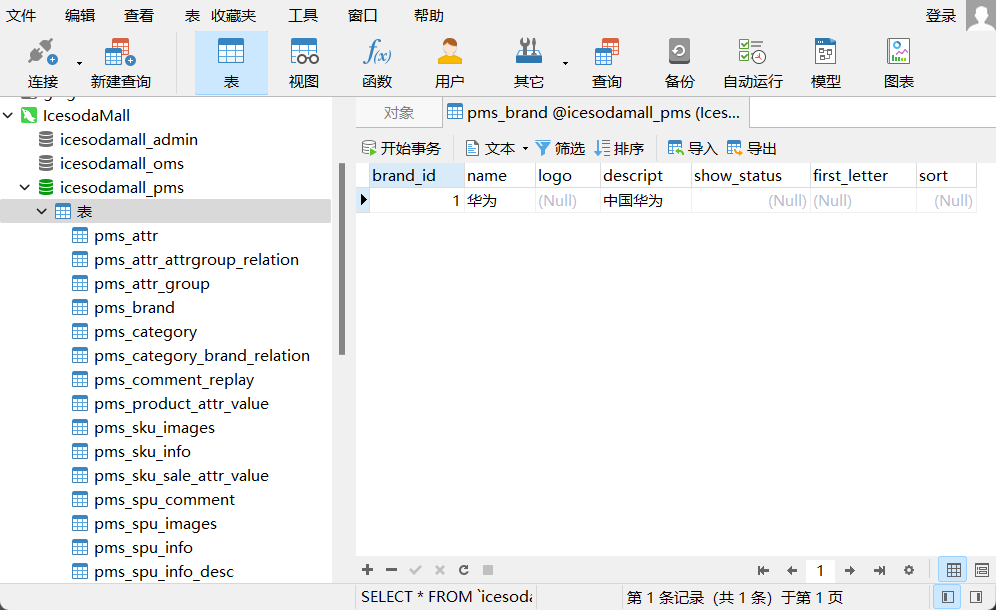 文件 编辑 查看 表 收藏夹 工具 窗口 帮助 登录
连接 新建查询 表 视图 函数 用户 其它 查询 备份 自动运行 模型 图表
IcesodaMall
icesodamall_admin
icesodamall_oms
icesodamall_pms
表
pms_attr
pms_attr_attrgroup_relation
pms_attr_group
pms_brand
pms_category
pms_category_brand_relation
pms_comment_replay
pms_product_attr_value
pms_sku_images
pms_sku_info
pms_sku_sale_attr_value
pms_spu_comment
pms_spu_images
pms_spu_info
pms_spu_info_desc
对象 pms_brand @icesodamall_pms (Ices...
开始事务 文本 筛选 排序 导入 导出
brand_id name logo descript show_status first_letter sort
1 华为 (Null) 中国华为 (Null) (Null) (Null)
1
SELECT * FROM `icesoda 第 1 条记录 (共 1 条) 于第 1 页